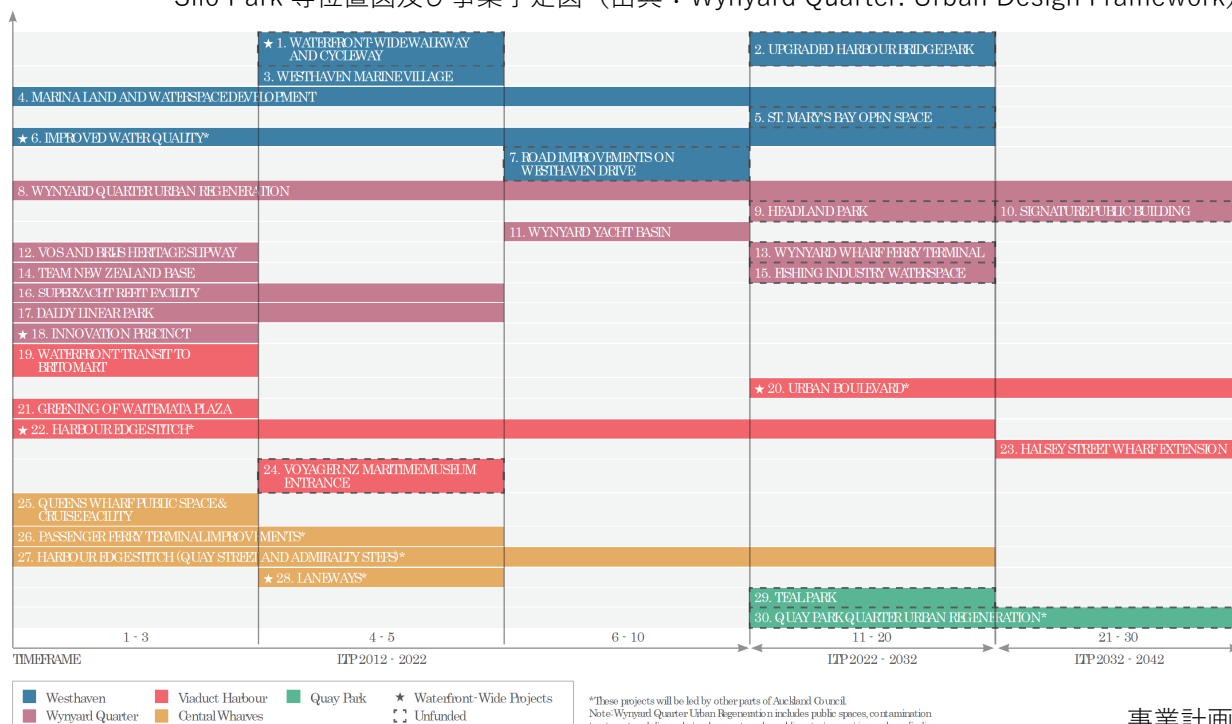 Silo Park 等位置図及び事業予定図（出典：Wynyard Quarter: Urban Design Framework）
★ 1. WATERFRONT-WIDE WALKWAY
AND CYCLEWAY
2. UPGRADED HARBOUR BRIDGE PARK
3. WESTHAVEN MARINE VILLAGE
4. MARINA LAND AND WATERSPACE DEVELOPMENT
5. ST. MARY'S BAY OPEN SPACE
★ 6. IMPROVED WATER QUALITY*
7. ROAD IMPROVEMENTS ON
WESTHAVEN DRIVE
8. WYNYARD QUARTER URBAN REGENERATION
9. HEADLAND PARK
10. SIGNATURE PUBLIC BUILDING
11. WYNYARD YACHT BASIN
12. VOS AND BRIJS HERITAGE SLIPWAY
13. WYNYARD WHARF FERRY TERMINAL
14. TEAM NEW ZEALAND BASE
15. FISHING INDUSTRY WATERSPACE
16. SUPERYACHT REFIT FACILITY
17. DALDY LINEAR PARK
★ 18. INNOVATION PRECINCT
19. WATERFRONT TRANSIT TO
BRITOMART
★ 20. URBAN BOULEVARD*
21. GREENING OF WAITEMATA PLAZA
★ 22. HARBOUR EDGE STITCH*
23. HALSEY STREET WHARF EXTENSION
24. VOYAGER NZ MARITIME MUSEUM
ENTRANCE
25. QUEENS WHARF PUBLIC SPACE &
CRUISE FACILITY
26. PASSENGER FERRY TERMINAL IMPROVEMENTS*
27. HARBOUR EDGE STITCH (QUAY STREET AND ADMIRALTY STEPS)*
★ 28. LANEWAYS*
29. TEAL PARK
30. QUAY PARK QUARTER URBAN REGENERATION*
1 - 3 4 - 5 6 - 10 11 - 20 21 - 30
TIMEFRAME LTP 2012 - 2022 LTP 2022 - 2032 LTP 2032 - 2042
Westhaven Viaduct Harbour Quay Park ★ Waterfront-Wide Projects
Wynyard Quarter Central Wharves Unfunded
*These projects will be led by other parts of Auckland Council.
Note: Wynyard Quarter Urban Regeneration includes public spaces, contamination
事業計画